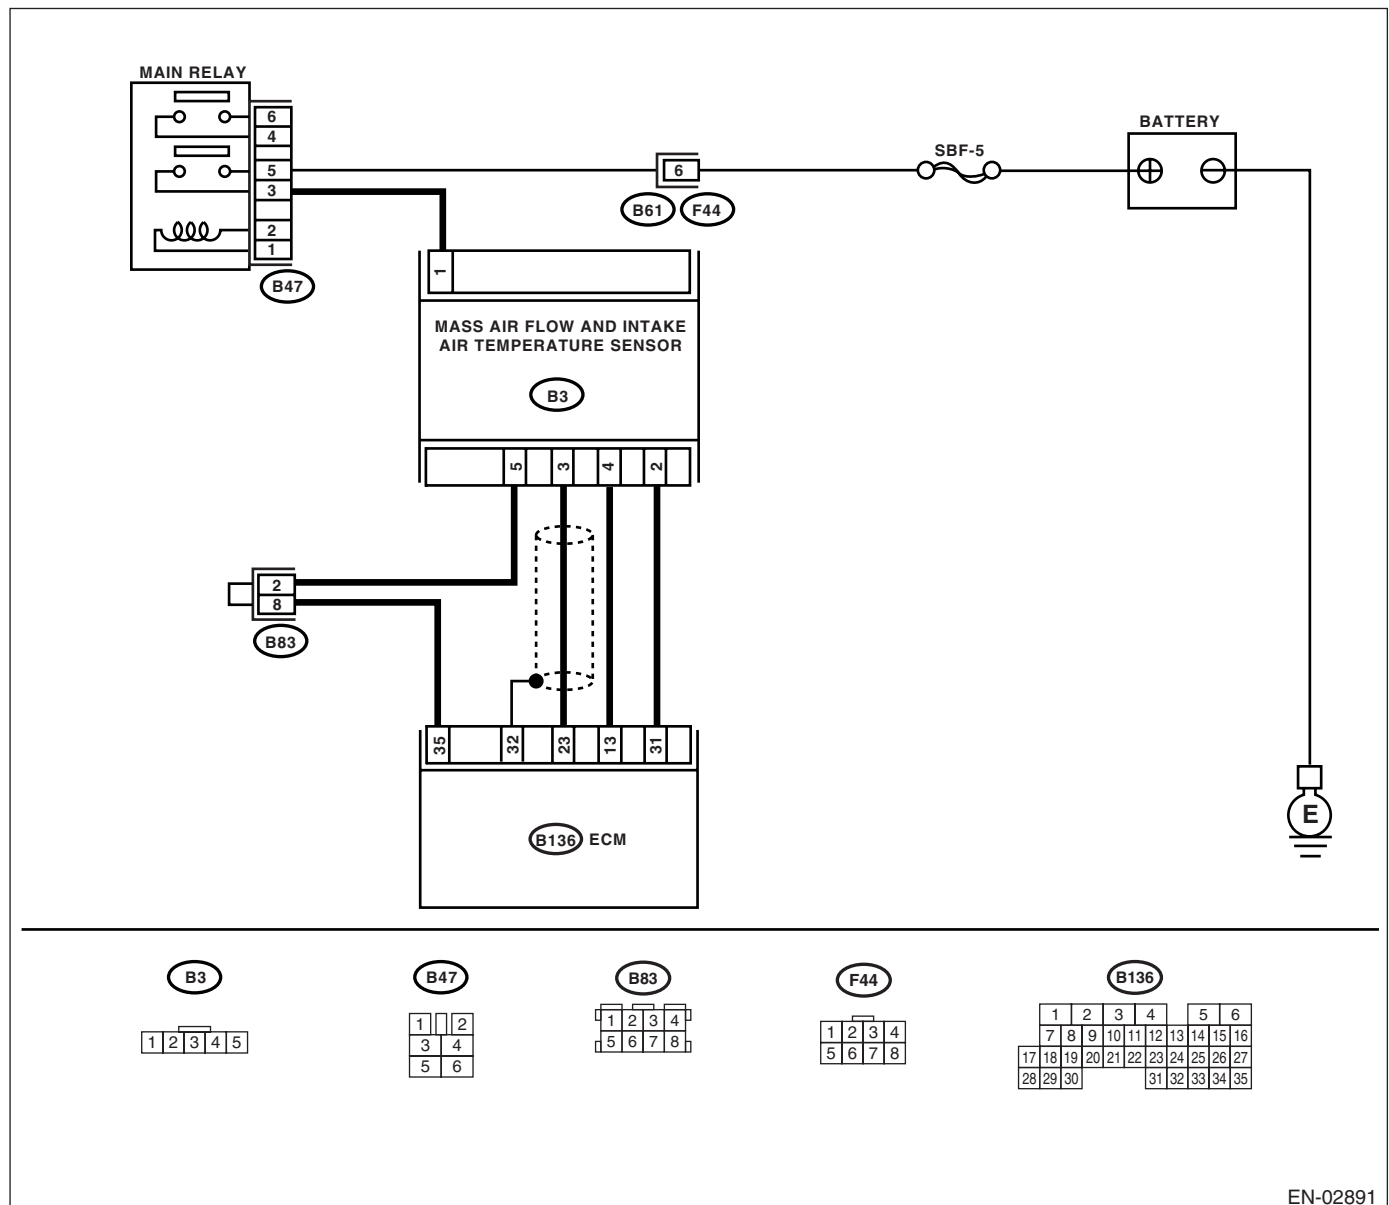 MAIN RELAY
6
4
5
3
2
1
B47
6
B61 F44
SBF-5
BATTERY
1
MASS AIR FLOW AND INTAKE
AIR TEMPERATURE SENSOR
B3
5 3 4 2
2
8
B83
35 32 23 13 31
B136 ECM
E
B3
1 2 3 4 5
B47
1 2
3 4
5 6
B83
1 2 3 4
5 6 7 8
F44
1 2 3 4
5 6 7 8
B136
1 2 3 4 5 6
7 8 9 10 11 12 13 14 15 16
17 18 19 20 21 22 23 24 25 26 27
28 29 30 31 32 33 34 35
EN-02891